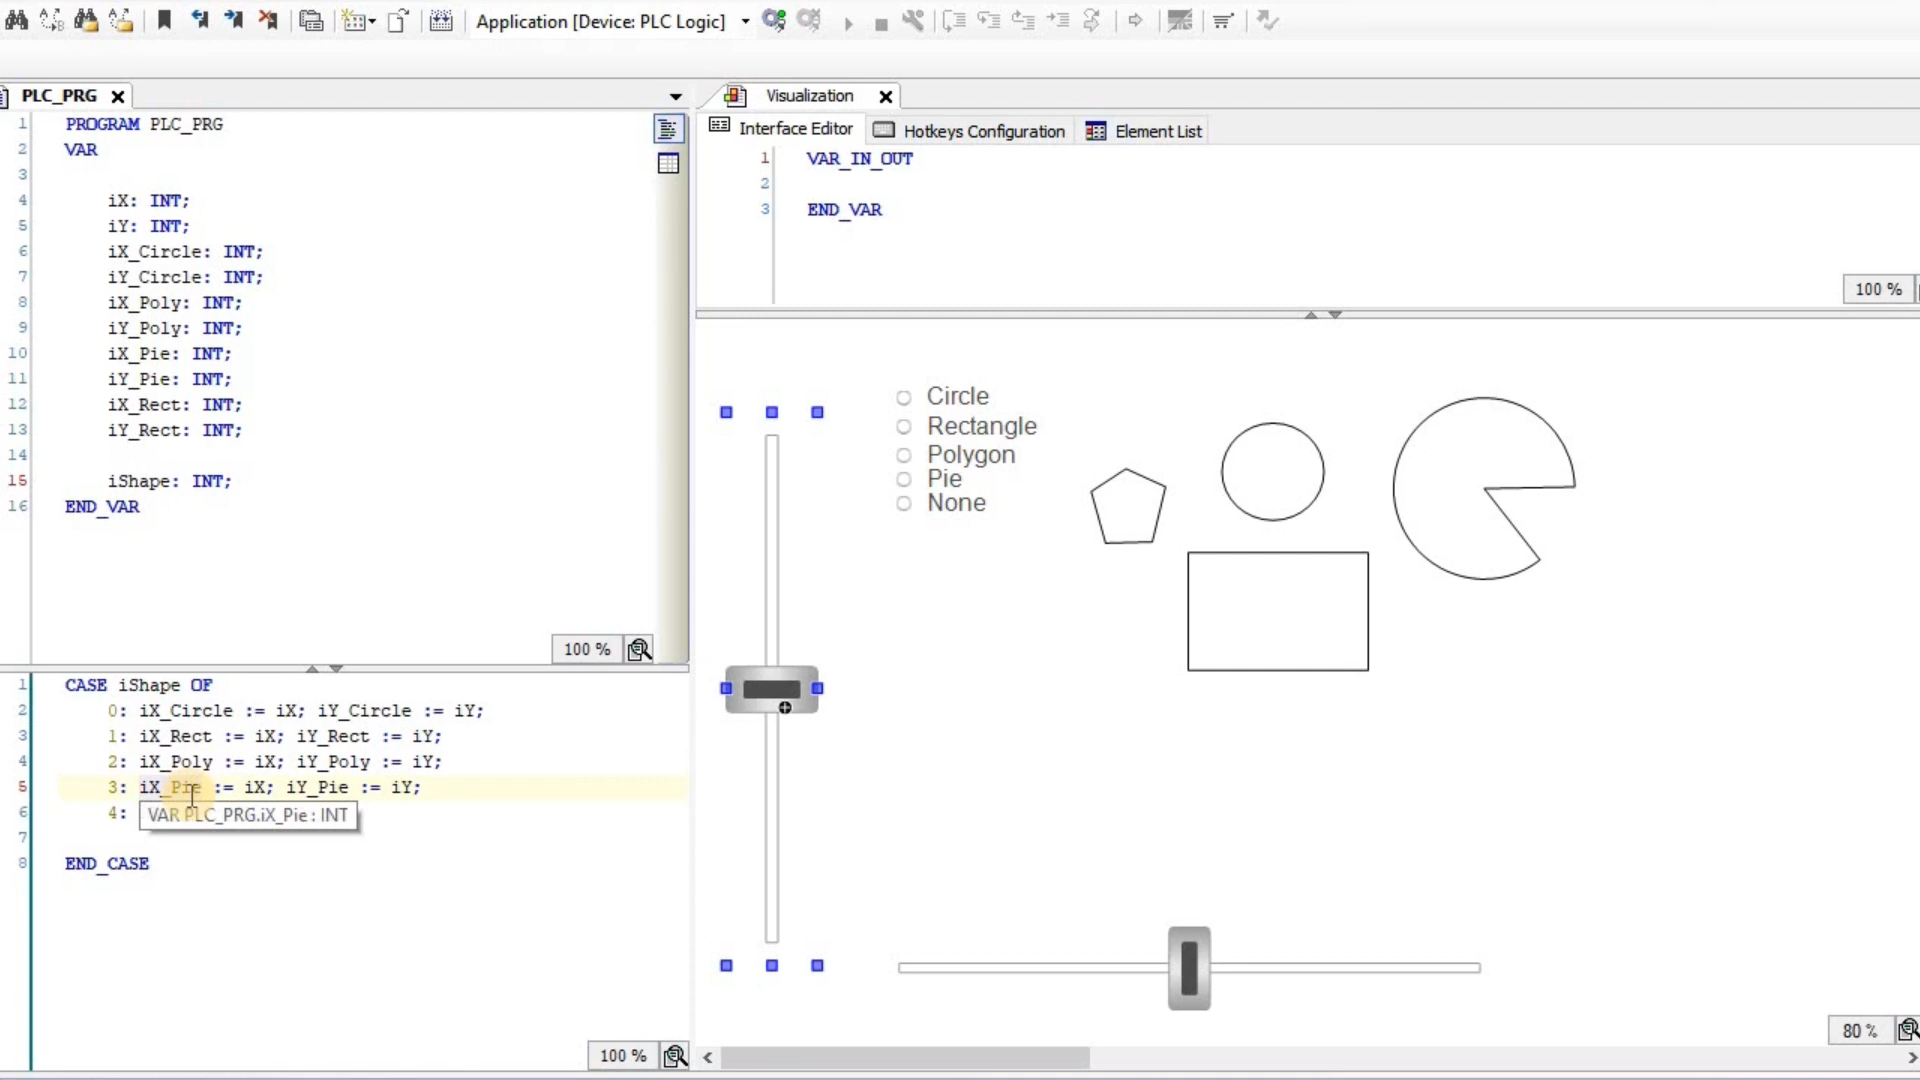 Application [Device: PLC Logic]
PLC_PRG
1 PROGRAM PLC_PRG
2 VAR
3
4 iX: INT;
5 iY: INT;
6 iX_Circle: INT;
7 iY_Circle: INT;
8 iX_Poly: INT;
9 iY_Poly: INT;
10 iX_Pie: INT;
11 iY_Pie: INT;
12 iX_Rect: INT;
13 iY_Rect: INT;
14
15 iShape: INT;
16 END_VAR
100 %
1 CASE iShape OF
2 0: iX_Circle := iX; iY_Circle := iY;
3 1: iX_Rect := iX; iY_Rect := iY;
4 2: iX_Poly := iX; iY_Poly := iY;
5 3: iX_Pie := iX; iY_Pie := iY;
6 4:
VAR PLC_PRG.iX_Pie : INT
7
8 END_CASE
100 %
Visualization
Interface Editor
Hotkeys Configuration
Element List
1 VAR_IN_OUT
2
3 END_VAR
100 %
Circle
Rectangle
Polygon
Pie
None
80 %